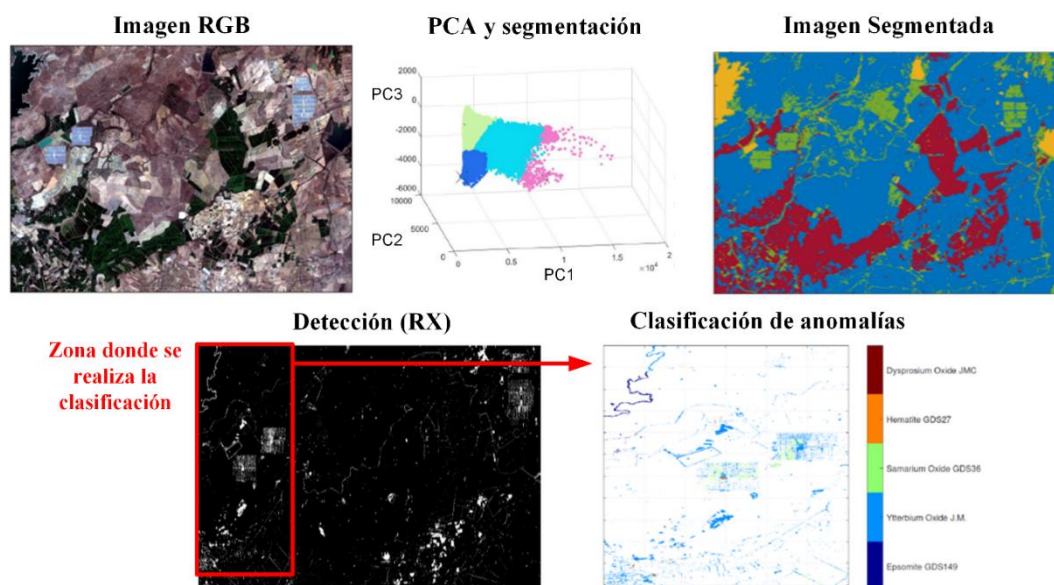 Imagen RGB
PCA y segmentación
Imagen Segmentada
2000
PC3
0
-2000
-4000
-6000
10000
PC2
5000
0
0
0.5
1
1.5
2
×10⁴
PC1
Detección (RX)
Clasificación de anomalías
Zona donde se
realiza la
clasificación
Dysprosium Oxide JMC
Hematite GDS27
Samarium Oxide GDS36
Ytterbium Oxide J.M.
Epsomite GDS149